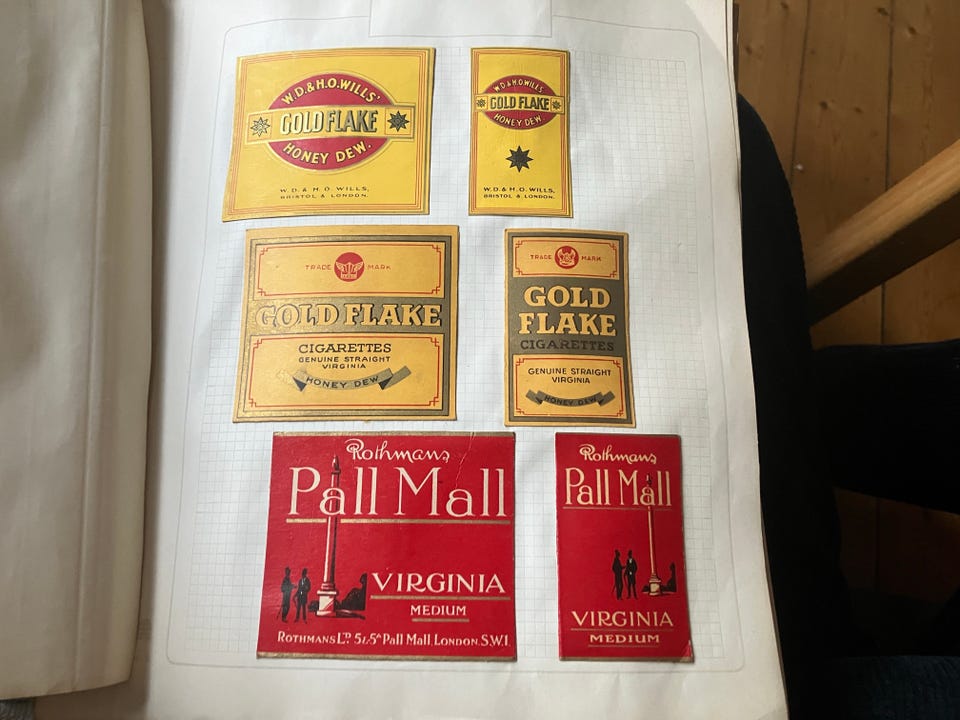 W.D.&H.O.WILLS'
GOLD FLAKE
HONEY DEW.
W.D.& H.O. WILLS,
BRISTOL & LONDON.
W.D.&H.O.WILLS'
GOLD FLAKE
HONEY DEW.
W.D.& H.O. WILLS,
BRISTOL & LONDON.
TRADE MARK
GOLD FLAKE
CIGARETTES
GENUINE STRAIGHT
VIRGINIA
HONEY DEW
TRADE MARK
GOLD
FLAKE
CIGARETTES
GENUINE STRAIGHT
VIRGINIA
HONEY DEW
Rothmans
Pall Mall
VIRGINIA
MEDIUM
ROTHMANS LTD. 5 & 5A Pall Mall, LONDON. S.W.1
Rothmans
Pall Mall
VIRGINIA
MEDIUM